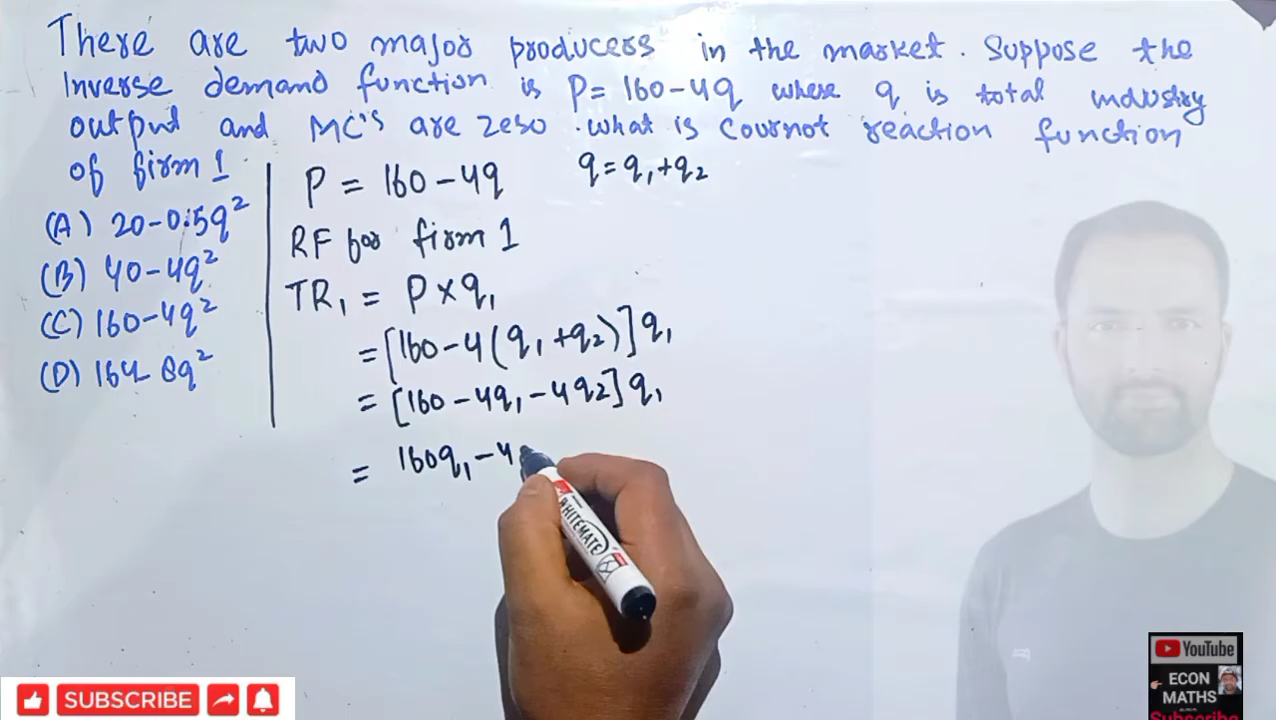 There are two major producers in the market. Suppose the
Inverse demand function is P= 160-4q where q is total industry
output and MC's are zero. what is cournot reaction function
of firm 1
(A) 20-0.5q²
(B) 40-4q²
(C) 160-4q²
(D) 164-8q²
P = 160-4q q=q₁+q₂
RF for firm 1
TR₁ = P×q₁
=[160-4(q₁+q₂)]q₁
=[160-4q₁-4q2]q₁
= 160q₁-4
WHITEMATE
YouTube
ECON
MATHS
Subscribe
SUBSCRIBE